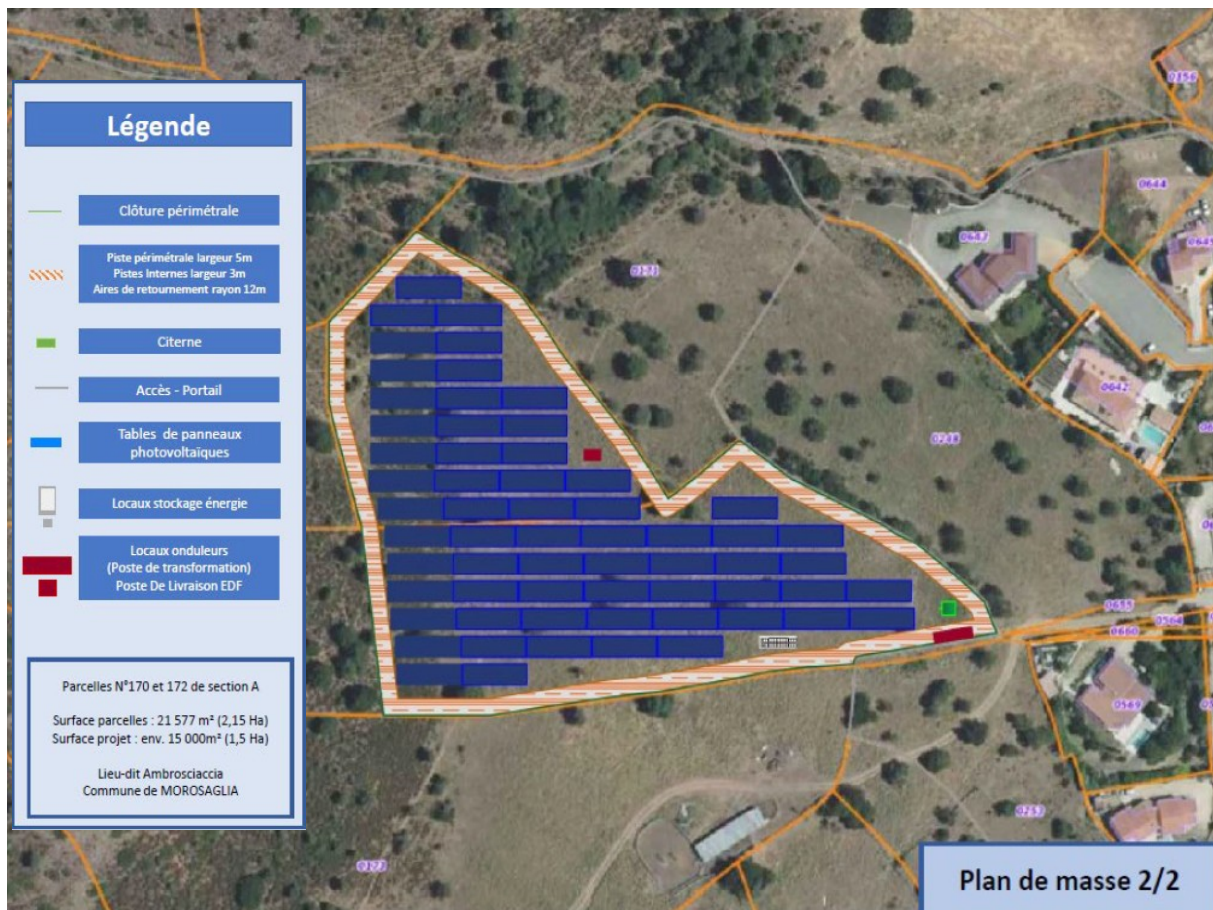 Légende
Clôture périmétrale
Piste périmétrale largeur 5m
Pistes Internes largeur 3m
Aires de retournement rayon 12m
Citerne
Accès - Portail
Tables de panneaux
photovoltaïques
Locaux stockage énergie
Locaux onduleurs
(Poste de transformation)
Poste De Livraison EDF
Parcelles N°170 et 172 de section A
Surface parcelles : 21 577 m² (2,15 Ha)
Surface projet : env. 15 000m² (1,5 Ha)
Lieu-dit Ambrosciaccia
Commune de MOROSAGLIA
0156
0644
0647
0645
0171
0642
0248
0655
0564
0660
0569
0253
0173
Plan de masse 2/2